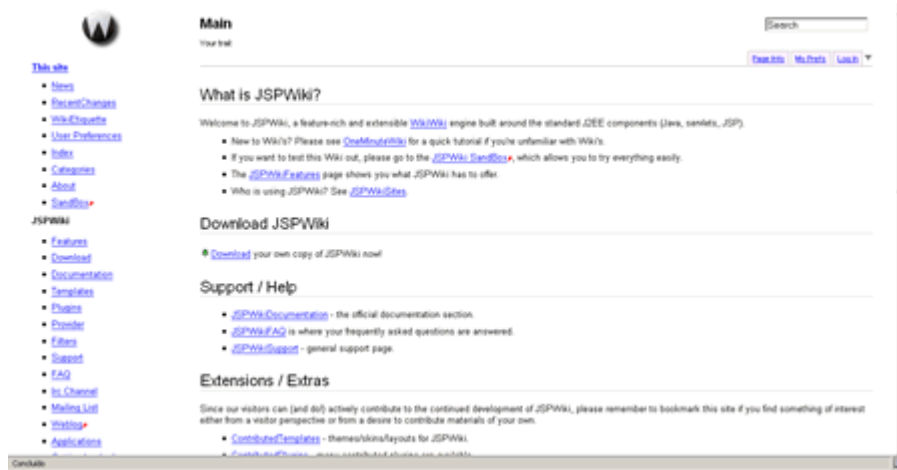 Main
Search
Your trail:
Page Info My Prefs Log in
This site
News
RecentChanges
WikiEtiquette
User Preferences
Index
Categories
About
SandBox
JSPWiki
Features
Download
Documentation
Templates
Plugins
Provider
Filters
Support
FAQ
Irc Channel
Mailing List
Weblog
Applications
What is JSPWiki?
Welcome to JSPWiki, a feature-rich and extensible WikiWiki engine built around the standard J2EE components (Java, servlets, JSP).
New to Wiki's? Please see OneMinuteWiki for a quick tutorial if you're unfamiliar with Wiki's.
If you want to test this Wiki out, please go to the JSPWiki SandBox, which allows you to try everything easily.
The JSPWikiFeatures page shows you what JSPWiki has to offer.
Who is using JSPWiki? See JSPWikiSites.
Download JSPWiki
Download your own copy of JSPWiki now!
Support / Help
JSPWikiDocumentation - the official documentation section.
JSPWikiFAQ is where your frequently asked questions are answered.
JSPWikiSupport - general support page.
Extensions / Extras
Since our visitors can (and do!) actively contribute to the continued development of JSPWiki, please remember to bookmark this site if you find something of interest
either from a visitor perspective or from a desire to contribute materials of your own.
ContributedTemplates - themes/skins/layouts for JSPWiki.
Concluído